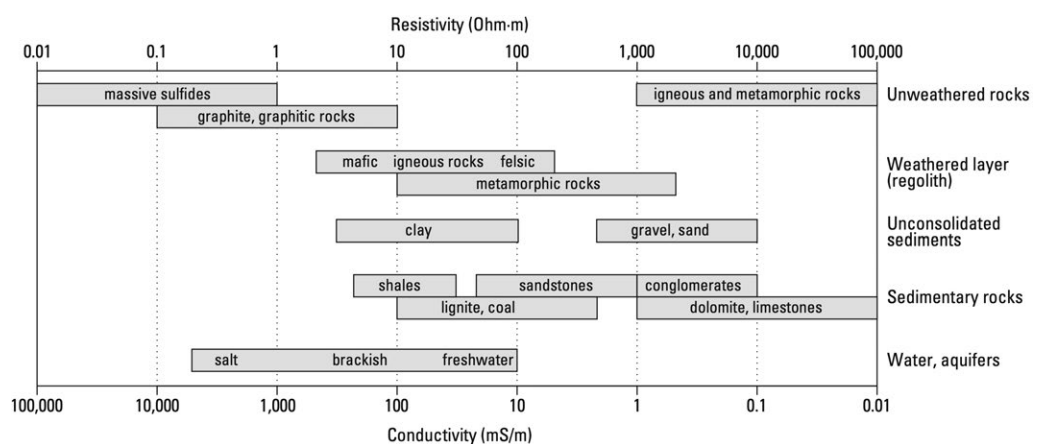 Resistivity (Ohm·m)
0.01 0.1 1 10 100 1,000 10,000 100,000
massive sulfides
igneous and metamorphic rocks
Unweathered rocks
graphite, graphitic rocks
mafic igneous rocks felsic
Weathered layer
(regolith)
metamorphic rocks
clay
gravel, sand
Unconsolidated
sediments
shales
sandstones
conglomerates
Sedimentary rocks
lignite, coal
dolomite, limestones
salt brackish freshwater
Water, aquifers
100,000 10,000 1,000 100 10 1 0.1 0.01
Conductivity (mS/m)